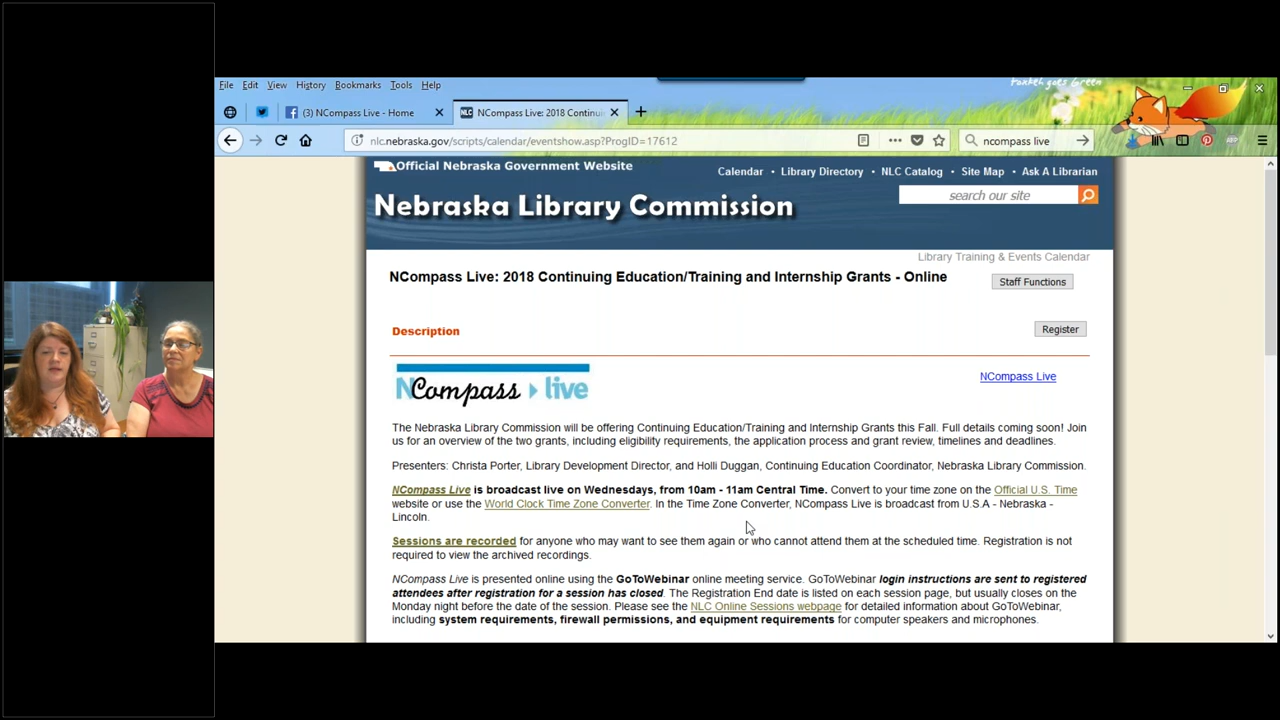 Foxkeh goes Green
File Edit View History Bookmarks Tools Help
(3) NCompass Live - Home
NLC NCompass Live: 2018 Continui
nlc.nebraska.gov/scripts/calendar/eventshow.asp?ProgID=17612
ncompass live
ABP
Official Nebraska Government Website
Calendar • Library Directory • NLC Catalog • Site Map • Ask A Librarian
Nebraska Library Commission
search our site
Library Training & Events Calendar
NCompass Live: 2018 Continuing Education/Training and Internship Grants - Online
Staff Functions
Description
Register
NCompass live
NCompass Live
The Nebraska Library Commission will be offering Continuing Education/Training and Internship Grants this Fall. Full details coming soon! Join
us for an overview of the two grants, including eligibility requirements, the application process and grant review, timelines and deadlines.
Presenters: Christa Porter, Library Development Director, and Holli Duggan, Continuing Education Coordinator, Nebraska Library Commission.
NCompass Live is broadcast live on Wednesdays, from 10am - 11am Central Time. Convert to your time zone on the Official U.S. Time
website or use the World Clock Time Zone Converter. In the Time Zone Converter, NCompass Live is broadcast from U.S.A - Nebraska -
Lincoln.
Sessions are recorded for anyone who may want to see them again or who cannot attend them at the scheduled time. Registration is not
required to view the archived recordings.
NCompass Live is presented online using the GoToWebinar online meeting service. GoToWebinar login instructions are sent to registered
attendees after registration for a session has closed. The Registration End date is listed on each session page, but usually closes on the
Monday night before the date of the session. Please see the NLC Online Sessions webpage for detailed information about GoToWebinar,
including system requirements, firewall permissions, and equipment requirements for computer speakers and microphones.